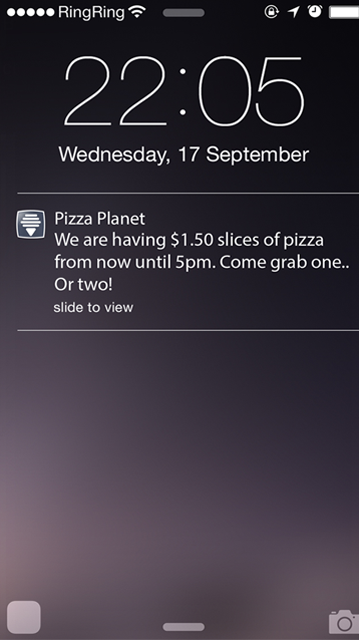 RingRing
22:05
Wednesday, 17 September
Pizza Planet
We are having $1.50 slices of pizza
from now until 5pm. Come grab one..
Or two!
slide to view